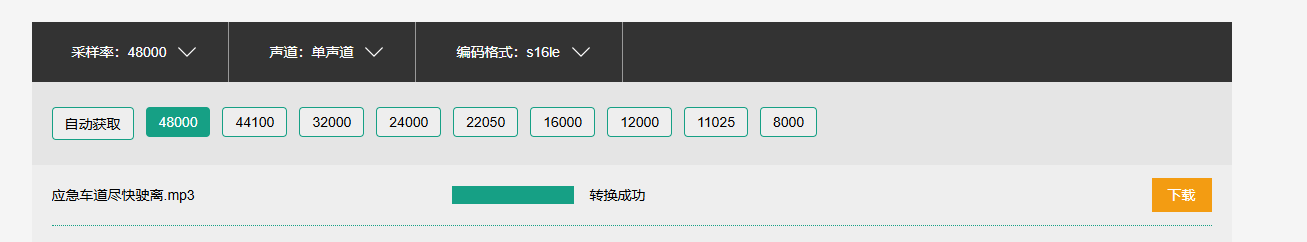 采样率：48000 声道：单声道 编码格式：s16le
自动获取 48000 44100 32000 24000 22050 16000 12000 11025 8000
应急车道尽快驶离.mp3 转换成功 下载